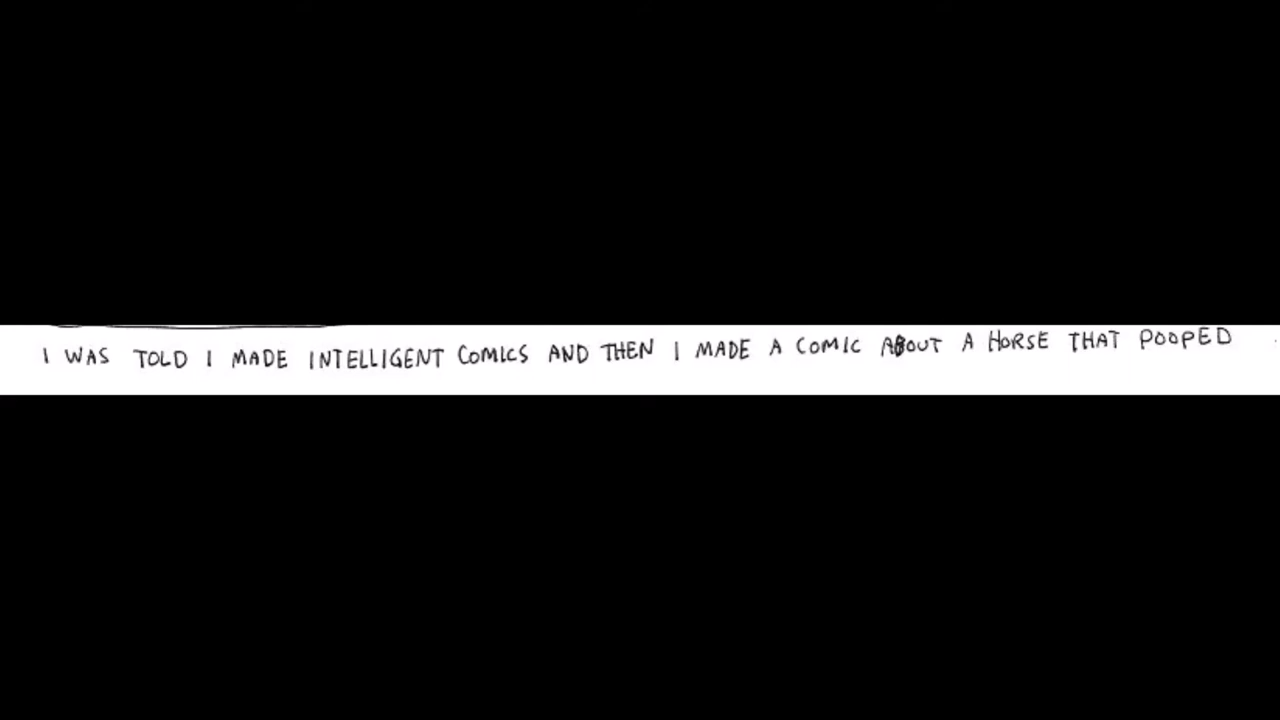 I WAS TOLD I MADE INTELLIGENT COMICS AND THEN I MADE A COMIC ABOUT A HORSE THAT POOPED